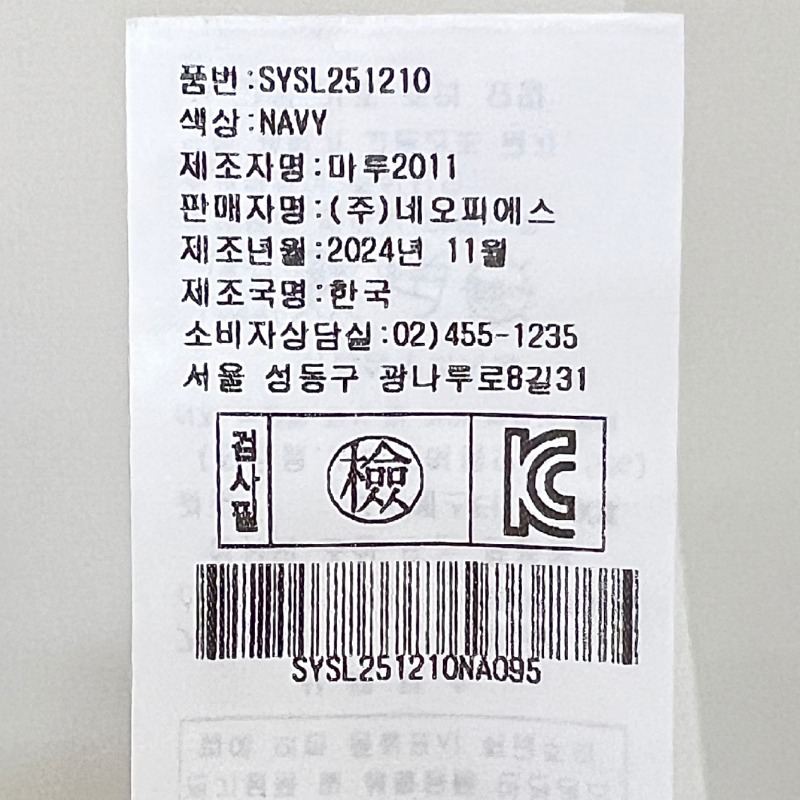 품번:SYSL251210
색상:NAVY
제조자명:마루2011
판매자명:(주)네오피에스
제조년월:2024년 11월
제조국명:한국
소비자상담실:02)455-1235
서울 성동구 광나루로8길31
검사필
檢
KC
SYSL251210NA095